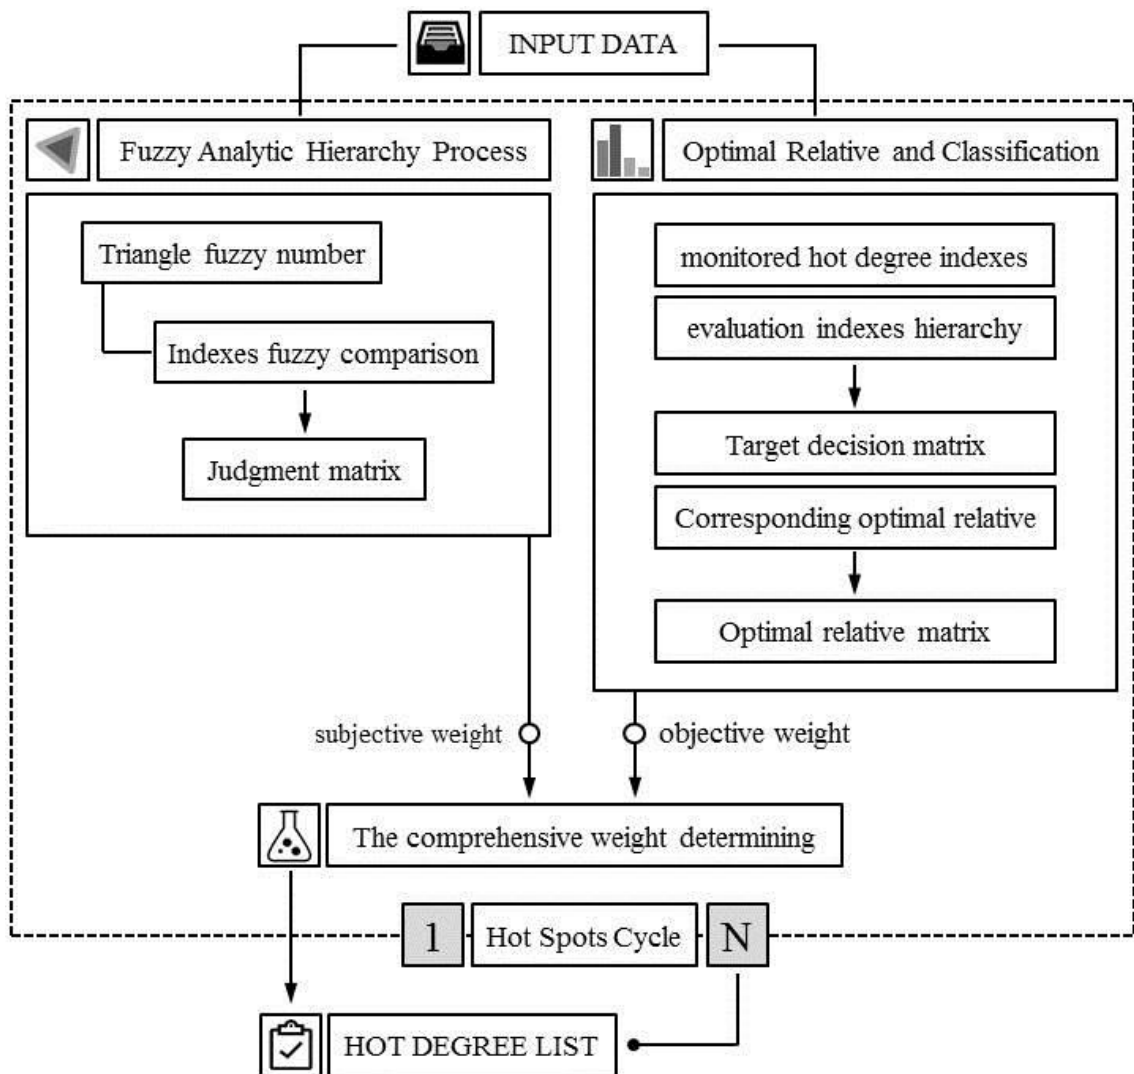 INPUT DATA
Fuzzy Analytic Hierarchy Process
Optimal Relative and Classification
Triangle fuzzy number
Indexes fuzzy comparison
Judgment matrix
monitored hot degree indexes
evaluation indexes hierarchy
Target decision matrix
Corresponding optimal relative
Optimal relative matrix
subjective weight
objective weight
The comprehensive weight determining
1 Hot Spots Cycle N
HOT DEGREE LIST